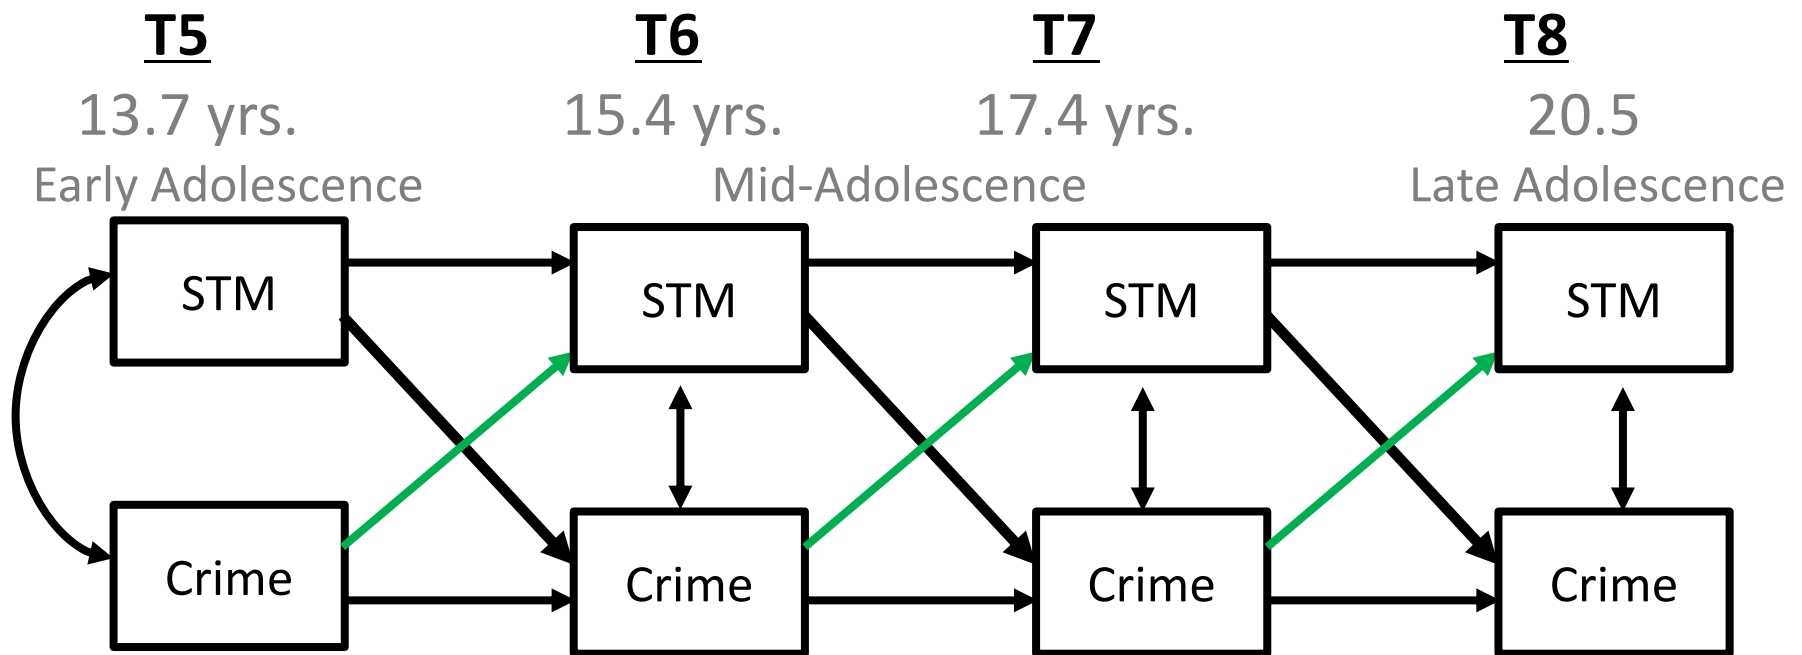 T5 T6 T7 T8
13.7 yrs. 15.4 yrs. 17.4 yrs. 20.5
Early Adolescence Mid-Adolescence Late Adolescence
STM STM STM STM
Crime Crime Crime Crime